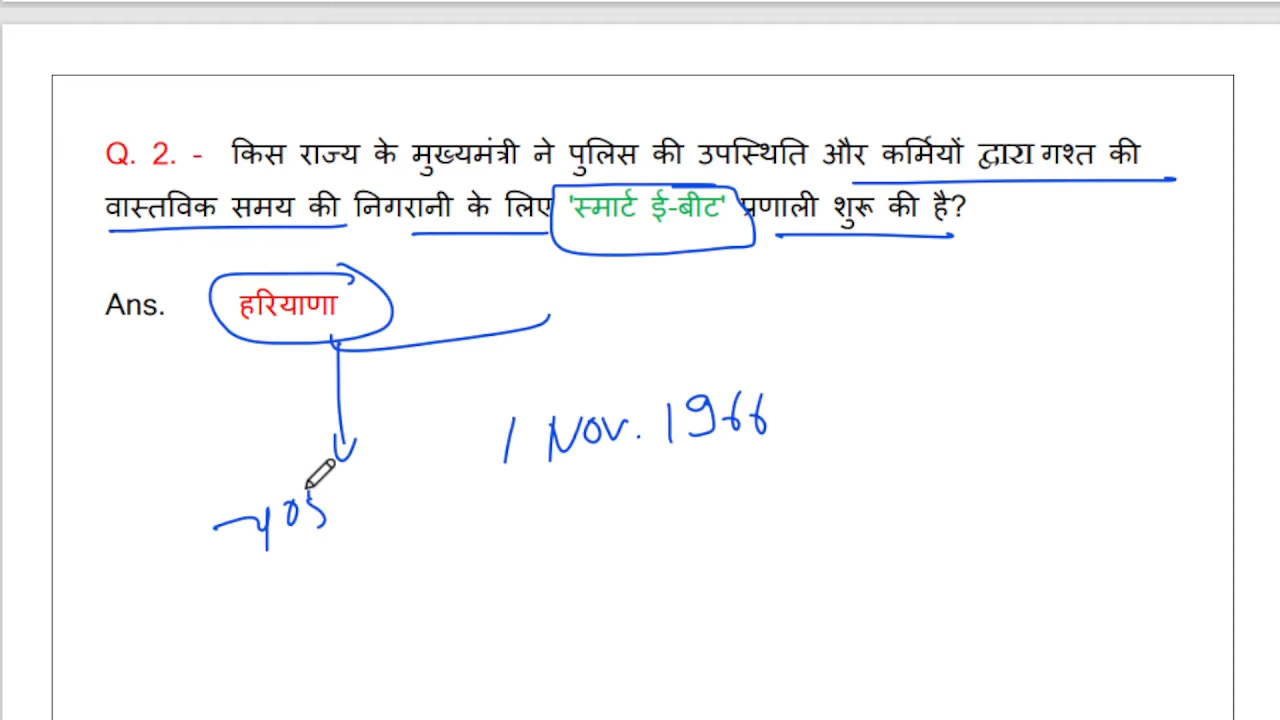 Q. 2. - किस राज्य के मुख्यमंत्री ने पुलिस की उपस्थिति और कर्मियों द्वारा गश्त की
वास्तविक समय की निगरानी के लिए 'स्मार्ट ई-बीट' प्रणाली शुरू की है?
Ans. हरियाणा
1 Nov. 1966